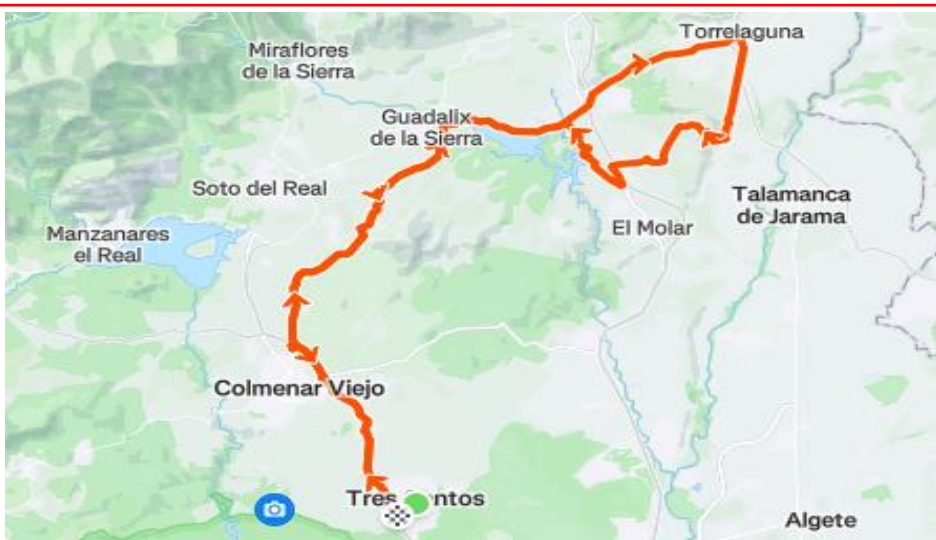 Torrelaguna
Miraflores
de la Sierra
Guadalix
de la Sierra
Soto del Real
Talamanca
de Jarama
Manzanares
el Real
El Molar
Colmenar Viejo
Tres
Algete